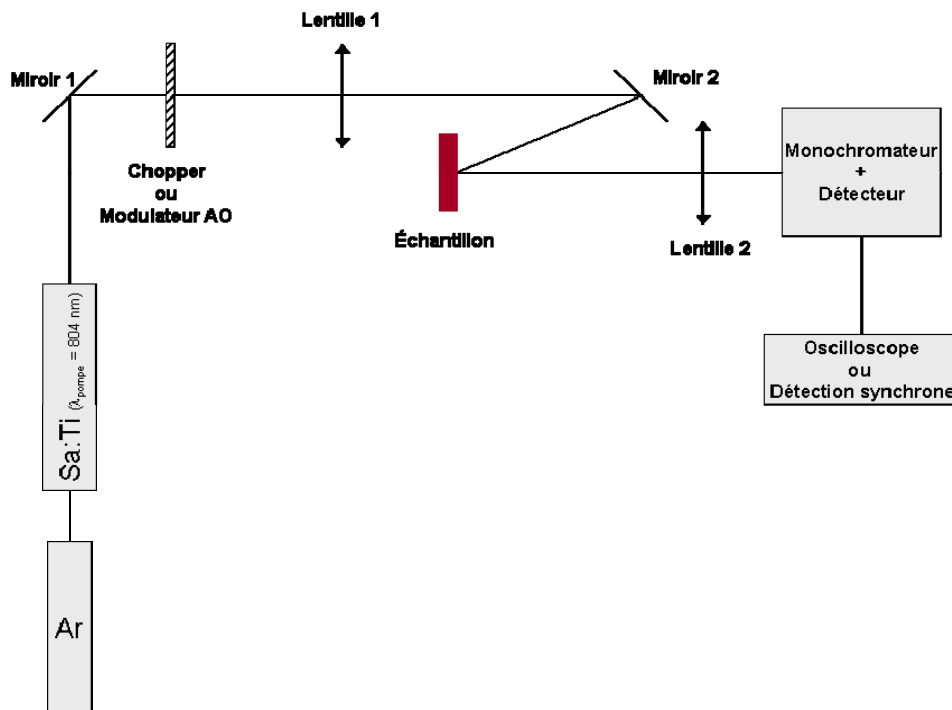 Lentille 1
Miroir 1
Miroir 2
Chopper
ou
Modulateur AO
Échantillon
Lentille 2
Monochromateur
+
Détecteur
Oscilloscope
ou
Détection synchrone
Sa:Ti (λpompe = 804 nm)
Ar